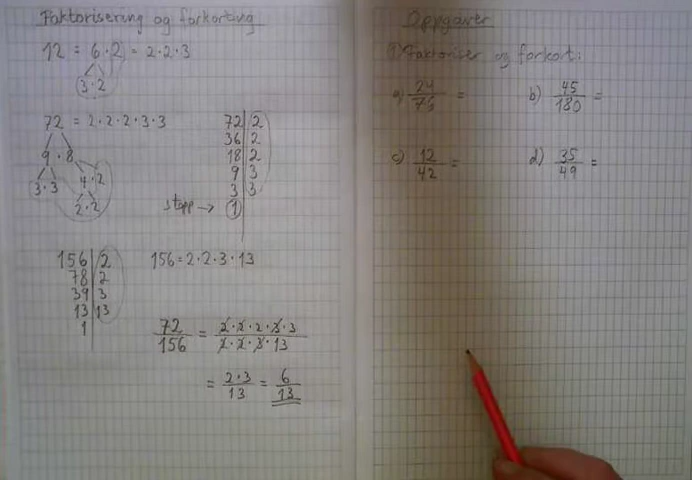 Faktorisering og forkorting
12 = 6·2 = 2·2·3
3·2
72 = 2·2·2·3·3
9·8
3·3 4·2
2·2
72 | 2
36 | 2
18 | 2
9 | 3
3 | 3
stopp → 1
156 | 2
78 | 2
39 | 3
13 | 13
1
156 = 2·2·3·13
72/156 = 2·2·2·3·3/2·2·3·13
= 2·3/13 = 6/13
Oppgaver
1) Faktoriser og forkort:
a) 24/75 = b) 45/180 =
c) 12/42 = d) 35/49 =